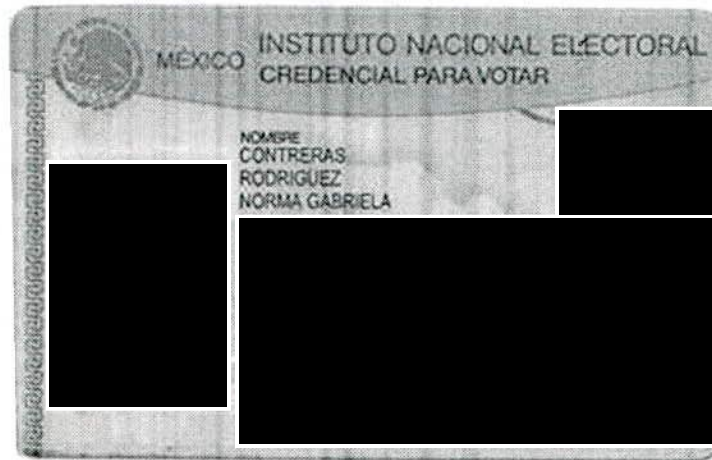 MÉXICO INSTITUTO NACIONAL ELECTORAL
CREDENCIAL PARA VOTAR
NOMBRE
CONTRERAS
RODRIGUEZ
NORMA GABRIELA